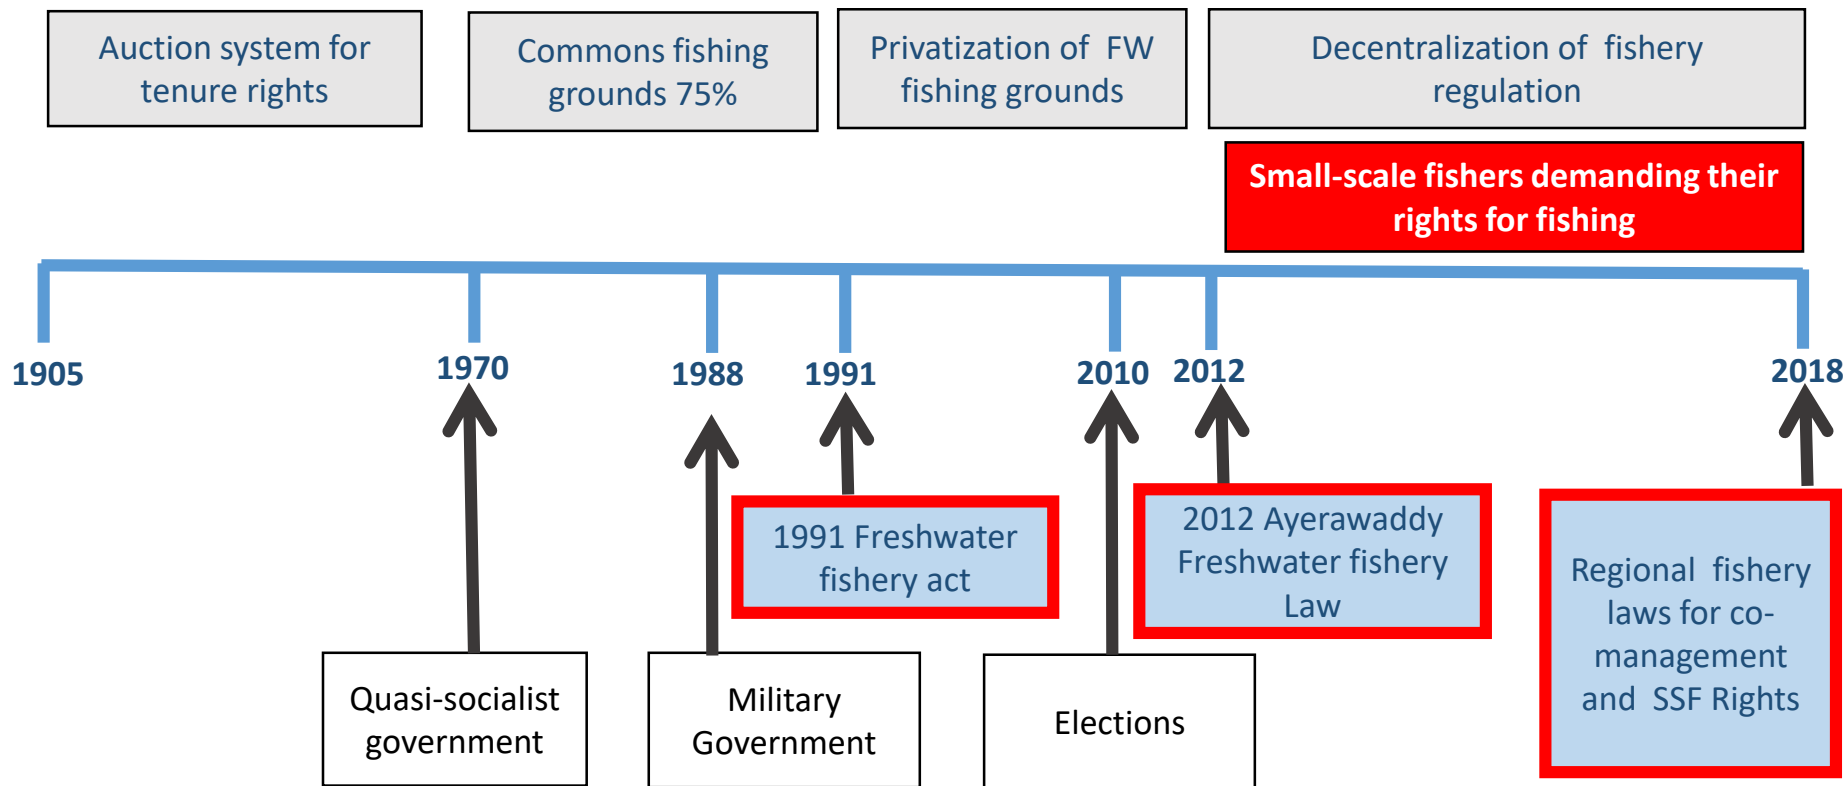 Auction system for
tenure rights
Commons fishing
grounds 75%
Privatization of FW
fishing grounds
Decentralization of fishery
regulation
Small-scale fishers demanding their
rights for fishing
1905
1970
1988
1991
2010
2012
2018
1991 Freshwater
fishery act
2012 Ayerawaddy
Freshwater fishery
Law
Regional fishery
laws for co-
management
and SSF Rights
Quasi-socialist
government
Military
Government
Elections